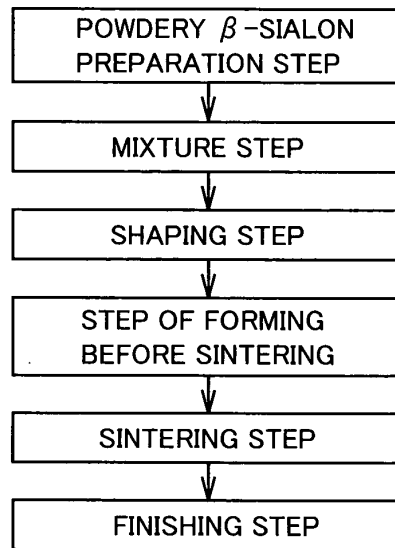 POWDERY β-SIALON
PREPARATION STEP
MIXTURE STEP
SHAPING STEP
STEP OF FORMING
BEFORE SINTERING
SINTERING STEP
FINISHING STEP